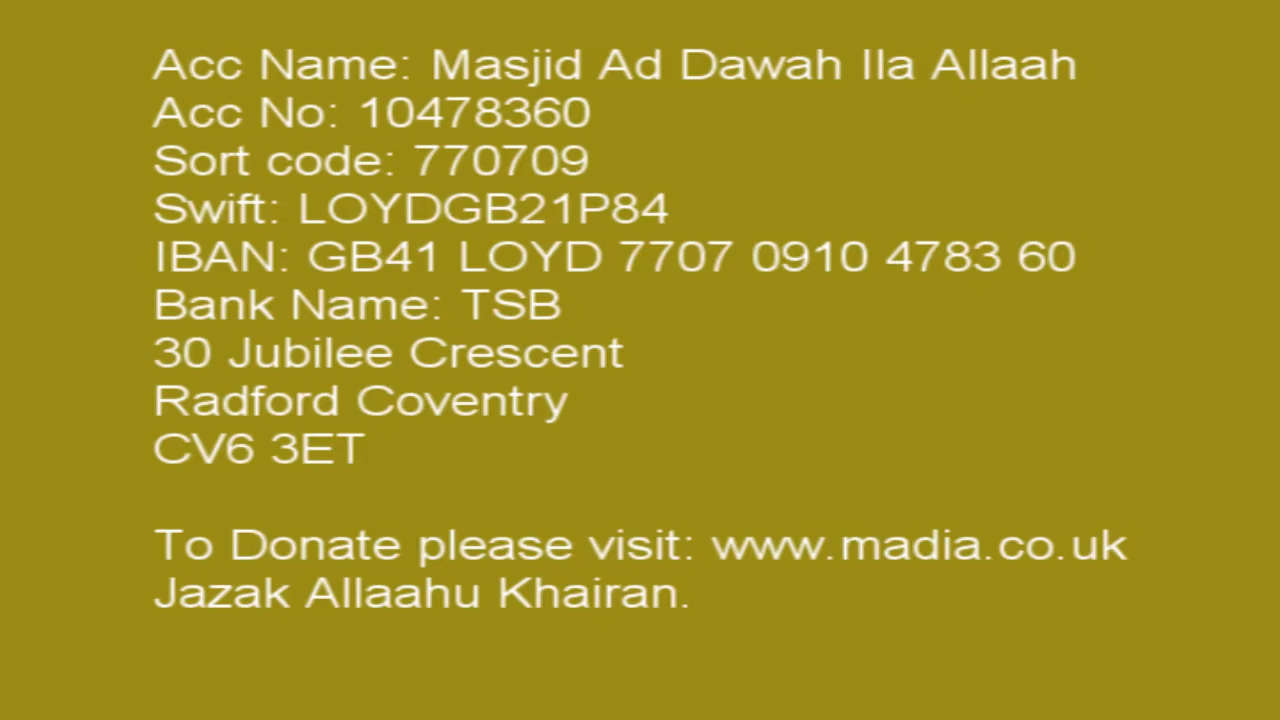 Acc Name: Masjid Ad Dawah Ila Allaah
Acc No: 10478360
Sort code: 770709
Swift: LOYDGB21P84
IBAN: GB41 LOYD 7707 0910 4783 60
Bank Name: TSB
30 Jubilee Crescent
Radford Coventry
CV6 3ET
To Donate please visit: www.madia.co.uk
Jazak Allaahu Khairan.